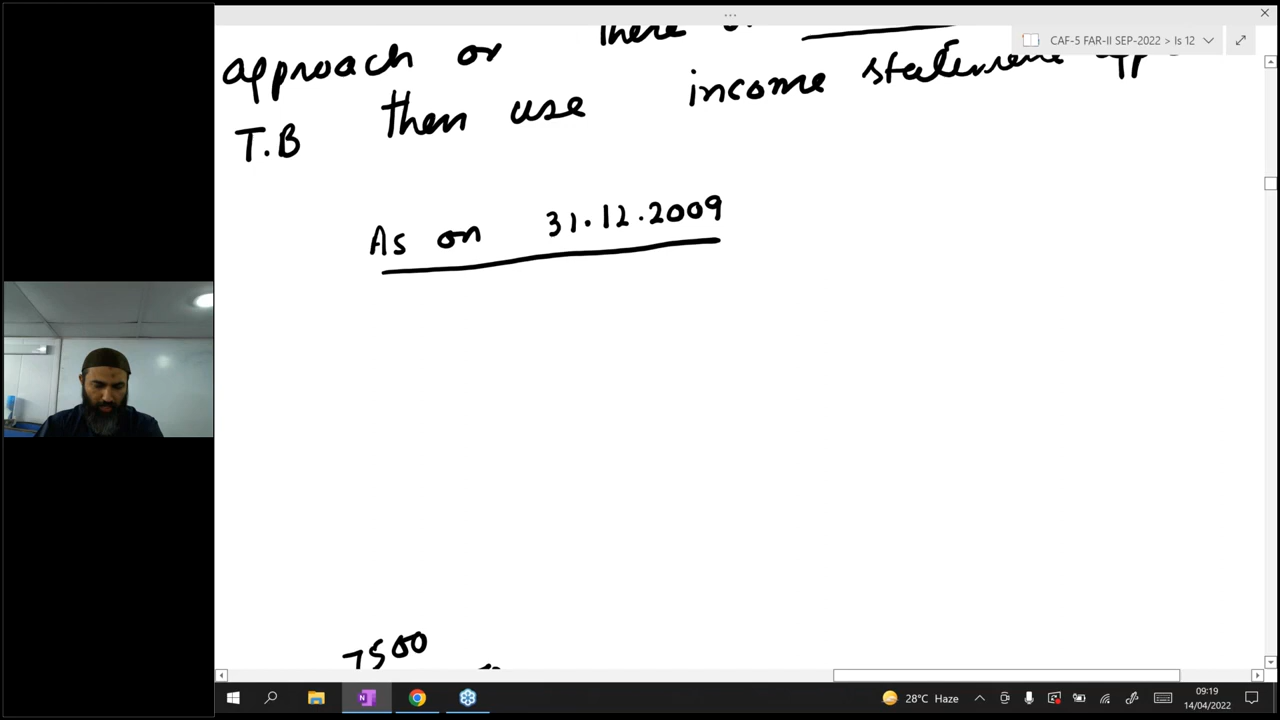 CAF-5 FAR-II SEP-2022 > Is 12
approach or there
T.B then use income statement
As on 31.12.2009
7500
28°C Haze
09:19
14/04/2022